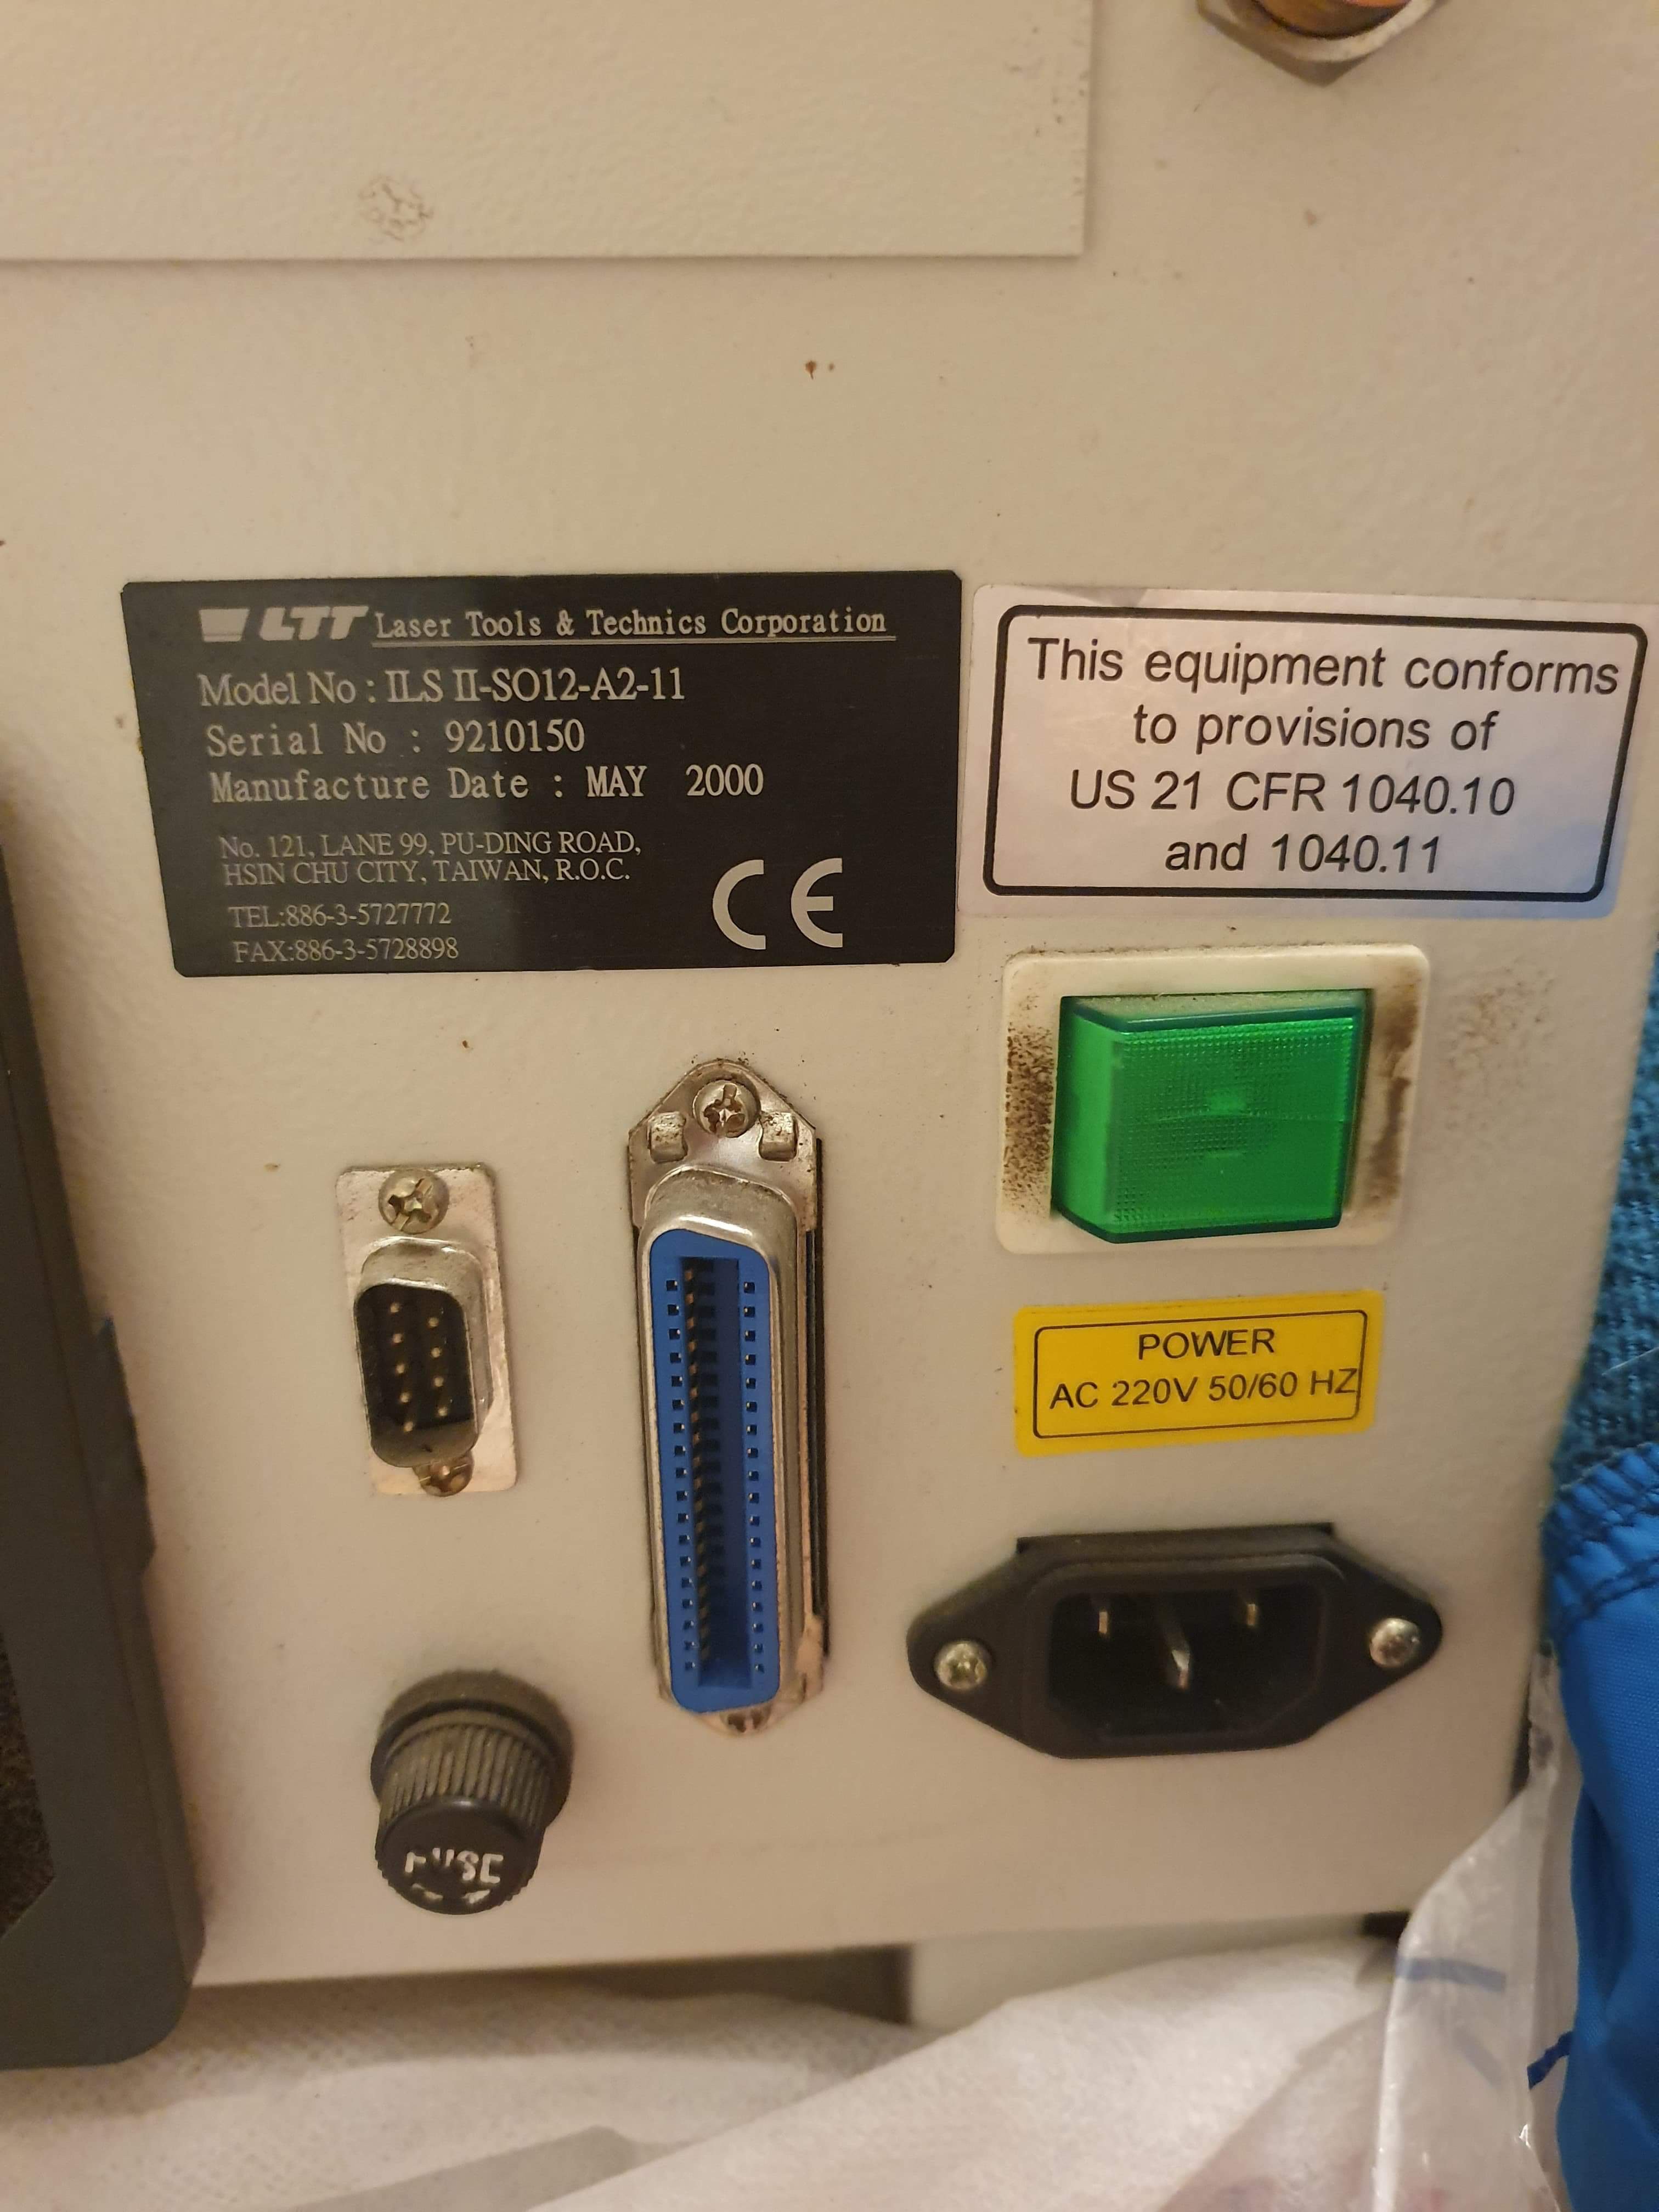 LTT Laser Tools & Technics Corporation
Model No : ILS II-SO12-A2-11
Serial No : 9210150
Manufacture Date : MAY 2000
No. 121, LANE 99, PU-DING ROAD,
HSIN CHU CITY, TAIWAN, R.O.C.
TEL:886-3-5727772
FAX:886-3-5728898
CE
This equipment conforms
to provisions of
US 21 CFR 1040.10
and 1040.11
POWER
AC 220V 50/60 HZ
FUSE